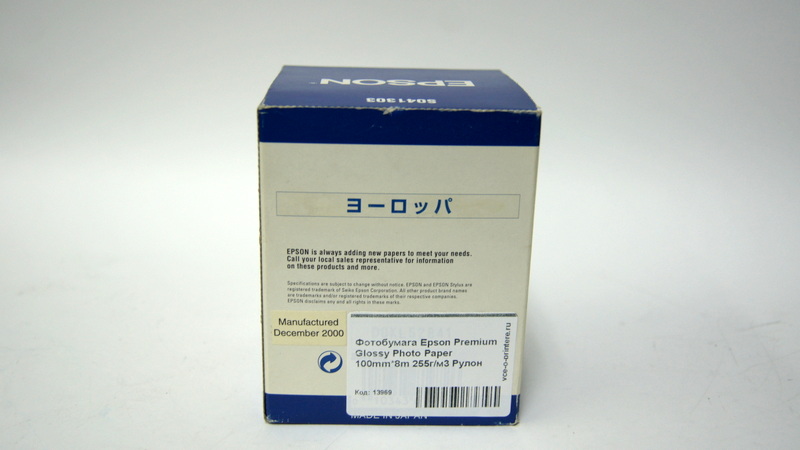 EPSON
S041303
ヨーロッパ
EPSON is always adding new papers to meet your needs.
Call your local sales representative for information
on these products and more.
Specifications are subject to change without notice. EPSON and EPSON Stylus are
registered trademark of Seiko Epson Corporation. All other product brand names
are trademarks and/or registered trademarks of their respective companies.
EPSON disclaims any and all rights in these marks.
Manufactured
December 2000
Фотобумага Epson Premium
Glossy Photo Paper
100mm*8m 255г/м3 Рулон
Код: 13969
vce-o-printere.ru
MADE IN JAPAN